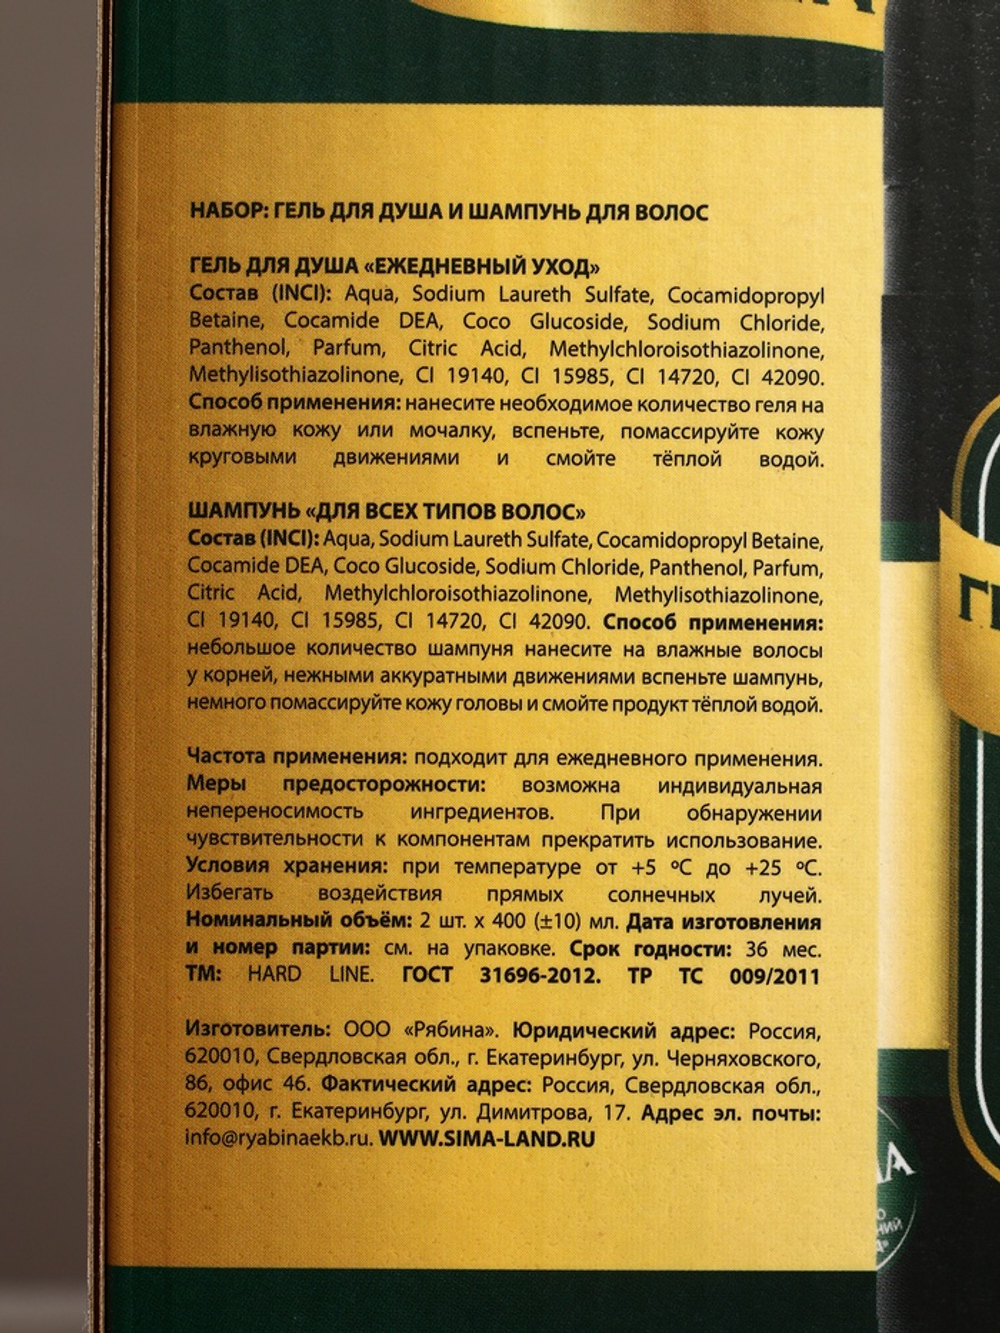 НАБОР: ГЕЛЬ ДЛЯ ДУША И ШАМПУНЬ ДЛЯ ВОЛОС
ГЕЛЬ ДЛЯ ДУША «ЕЖЕДНЕВНЫЙ УХОД»
Состав (INCI): Aqua, Sodium Laureth Sulfate, Cocamidopropyl
Betaine, Cocamide DEA, Coco Glucoside, Sodium Chloride,
Panthenol, Parfum, Citric Acid, Methylchloroisothiazolinone,
Methylisothiazolinone, CI 19140, CI 15985, CI 14720, CI 42090.
Способ применения: нанесите необходимое количество геля на
влажную кожу или мочалку, вспеньте, помассируйте кожу
круговыми движениями и смойте тёплой водой.
ШАМПУНЬ «ДЛЯ ВСЕХ ТИПОВ ВОЛОС»
Состав (INCI): Aqua, Sodium Laureth Sulfate, Cocamidopropyl Betaine,
Cocamide DEA, Coco Glucoside, Sodium Chloride, Panthenol, Parfum,
Citric Acid, Methylchloroisothiazolinone, Methylisothiazolinone,
CI 19140, CI 15985, CI 14720, CI 42090. Способ применения:
небольшое количество шампуня нанесите на влажные волосы
у корней, нежными аккуратными движениями вспеньте шампунь,
немного помассируйте кожу головы и смойте продукт тёплой водой.
Частота применения: подходит для ежедневного применения.
Меры предосторожности: возможна индивидуальная
непереносимость ингредиентов. При обнаружении
чувствительности к компонентам прекратить использование.
Условия хранения: при температуре от +5 ºC до +25 ºC.
Избегать воздействия прямых солнечных лучей.
Номинальный объём: 2 шт. х 400 (±10) мл. Дата изготовления
и номер партии: см. на упаковке. Срок годности: 36 мес.
ТМ: HARD LINE. ГОСТ 31696-2012. ТР ТС 009/2011
Изготовитель: ООО «Рябина». Юридический адрес: Россия,
620010, Свердловская обл., г. Екатеринбург, ул. Черняховского,
86, офис 46. Фактический адрес: Россия, Свердловская обл.,
620010, г. Екатеринбург, ул. Димитрова, 17. Адрес эл. почты:
info@ryabinaekb.ru. WWW.SIMA-LAND.RU